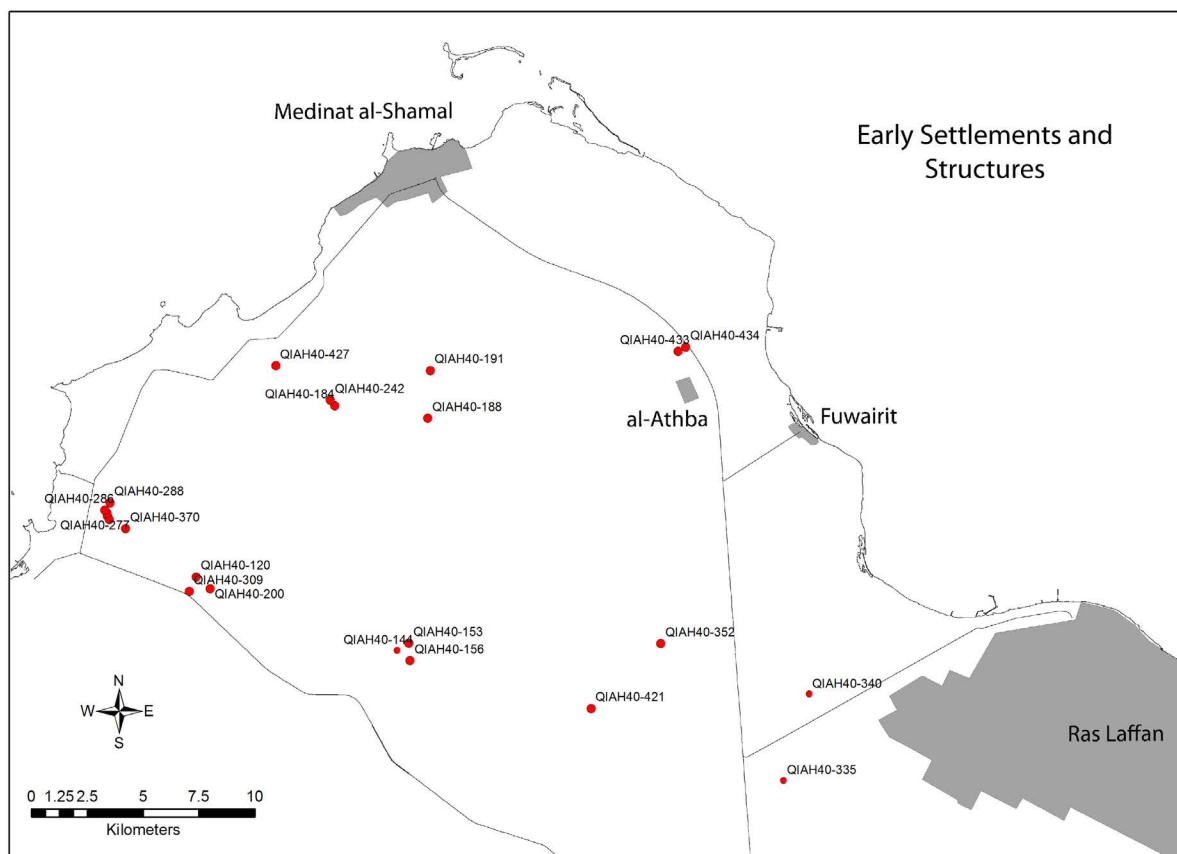 Medinat al-Shamal
Early Settlements and
Structures
QIAH40-433
QIAH40-434
QIAH40-427
QIAH40-191
QIAH40-184
QIAH40-242
QIAH40-188
al-Athba
Fuwairit
QIAH40-286
QIAH40-288
QIAH40-277
QIAH40-370
QIAH40-120
QIAH40-309
QIAH40-200
QIAH40-144
QIAH40-153
QIAH40-156
QIAH40-352
QIAH40-340
QIAH40-421
Ras Laffan
QIAH40-335
N
W E
S
0 1.25 2.5 5 7.5 10
Kilometers